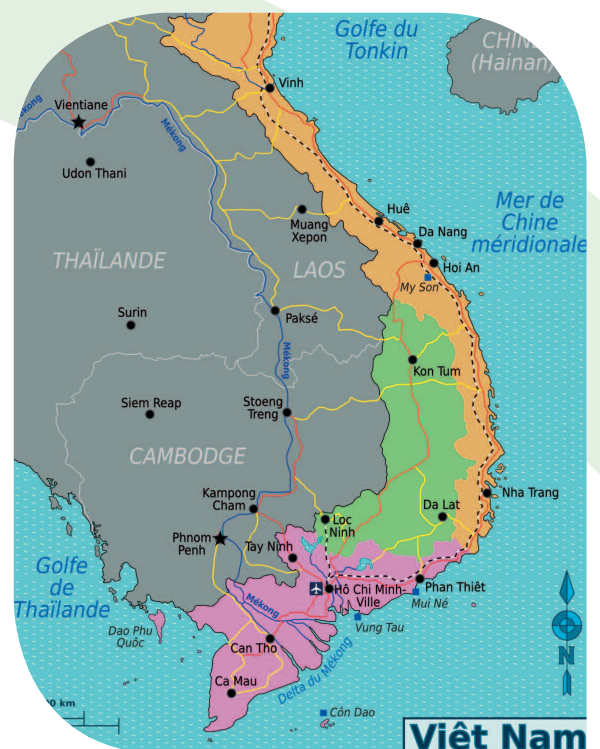 Golfe du
Tonkin
CHIN
(Hainan)
Vinh
Vientiane
Mékong
Mékong
Udon Thani
Huê
Muang
Xepon
Da Nang
Mer de
Chine
méridionale
THAÏLANDE
LAOS
Hoi An
My Son
Surin
Paksé
Mékong
Kon Tum
Siem Reap
Stoeng
Treng
CAMBODGE
Kampong
Cham
Nha Trang
Da Lat
Loc
Ninh
Phnom
Penh
Tay Ninh
Golfe
de
Thaïlande
Hô Chi Minh-
Ville
Phan Thiêt
Mui Né
Mékong
Dao Phu
Quôc
Vung Tau
Can Tho
Delta du Mékong
Ca Mau
N
km
Côn Dao
Viêt Nam